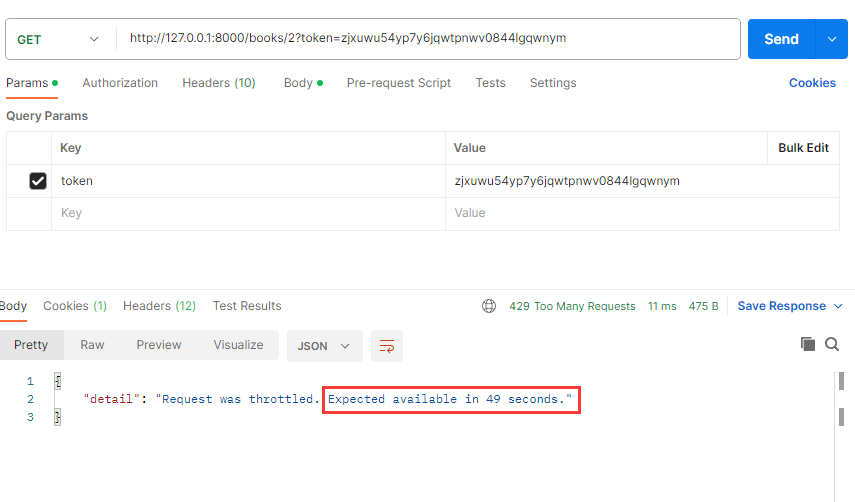 GET http://127.0.0.1:8000/books/2?token=zjxuwu54yp7y6jqwtpnwv0844lgqwnym Send
Params Authorization Headers (10) Body Pre-request Script Tests Settings Cookies
Query Params
Key Value Bulk Edit
token zjxuwu54yp7y6jqwtpnwv0844lgqwnym
Key Value
Body Cookies (1) Headers (12) Test Results 429 Too Many Requests 11 ms 475 B Save Response
Pretty Raw Preview Visualize JSON
1 {
2 "detail": "Request was throttled. Expected available in 49 seconds."
3 }